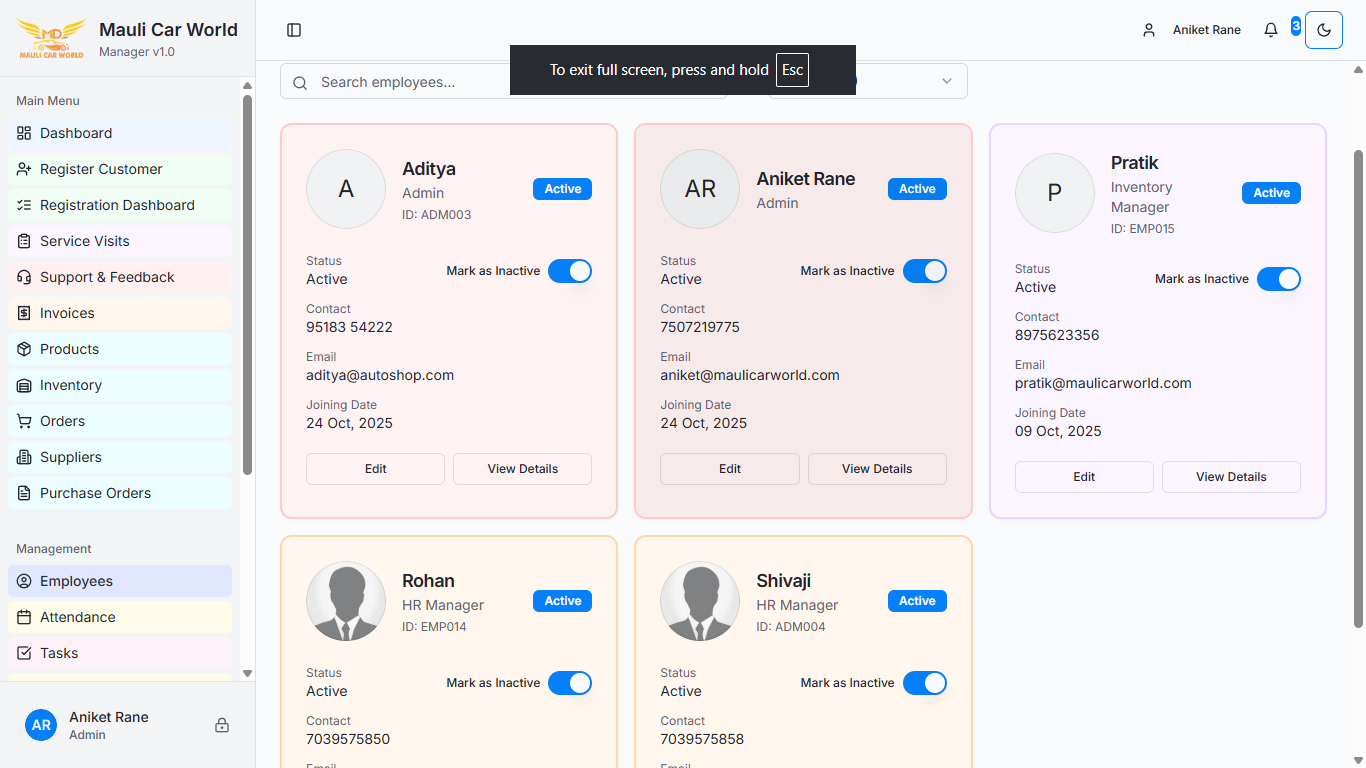 MD
MAULI CAR WORLD
Mauli Car World
Manager v1.0
Aniket Rane
3
To exit full screen, press and hold Esc
Search employees...
Main Menu
Dashboard
Register Customer
Registration Dashboard
Service Visits
Support & Feedback
Invoices
Products
Inventory
Orders
Suppliers
Purchase Orders
Management
Employees
Attendance
Tasks
AR
Aniket Rane
Admin
A
Aditya
Admin
ID: ADM003
Active
Status
Active
Mark as Inactive
Contact
95183 54222
Email
aditya@autoshop.com
Joining Date
24 Oct, 2025
Edit
View Details
AR
Aniket Rane
Admin
Active
Status
Active
Mark as Inactive
Contact
7507219775
Email
aniket@maulicarworld.com
Joining Date
24 Oct, 2025
Edit
View Details
P
Pratik
Inventory
Manager
ID: EMP015
Active
Status
Active
Mark as Inactive
Contact
8975623356
Email
pratik@maulicarworld.com
Joining Date
09 Oct, 2025
Edit
View Details
Rohan
HR Manager
ID: EMP014
Active
Status
Active
Mark as Inactive
Contact
7039575850
Email
Shivaji
HR Manager
ID: ADM004
Active
Status
Active
Mark as Inactive
Contact
7039575858
Email